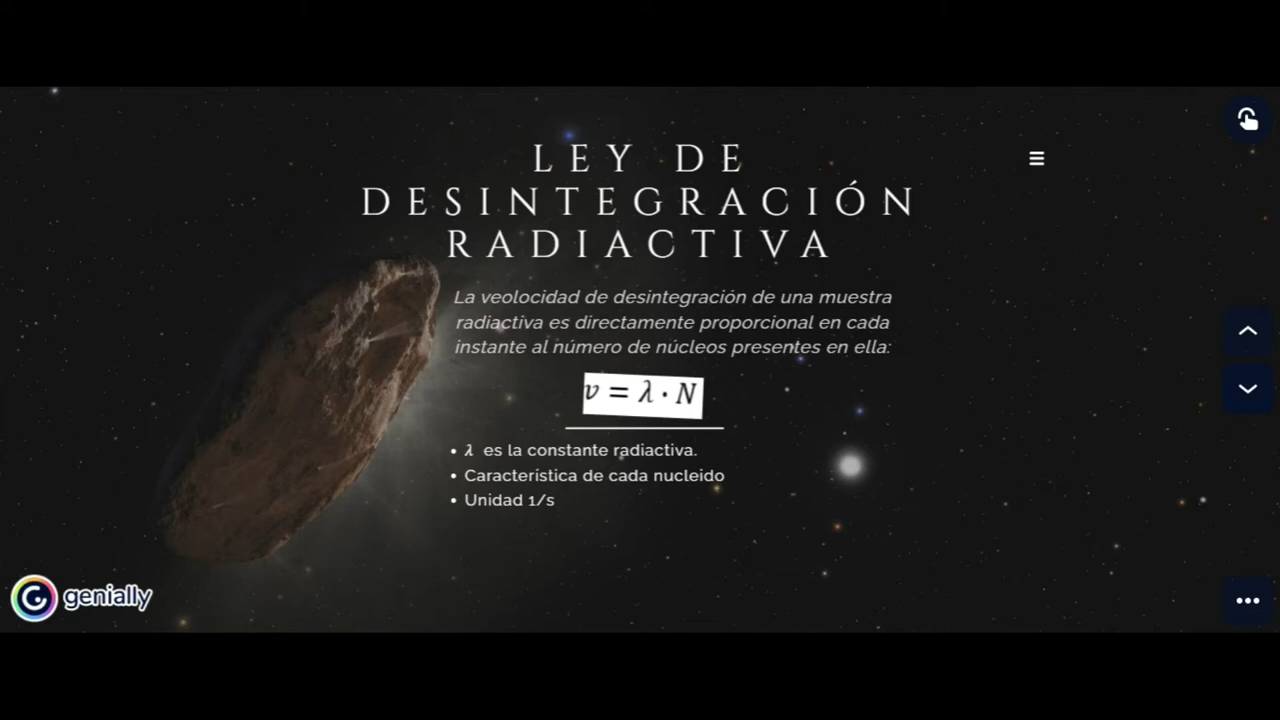 LEY DE
DESINTEGRACIÓN
RADIACTIVA
La veolocidad de desintegración de una muestra
radiactiva es directamente proporcional en cada
instante al número de núcleos presentes en ella:
v = λ · N
• λ es la constante radiactiva.
• Característica de cada nucleido
• Unidad 1/s
genially